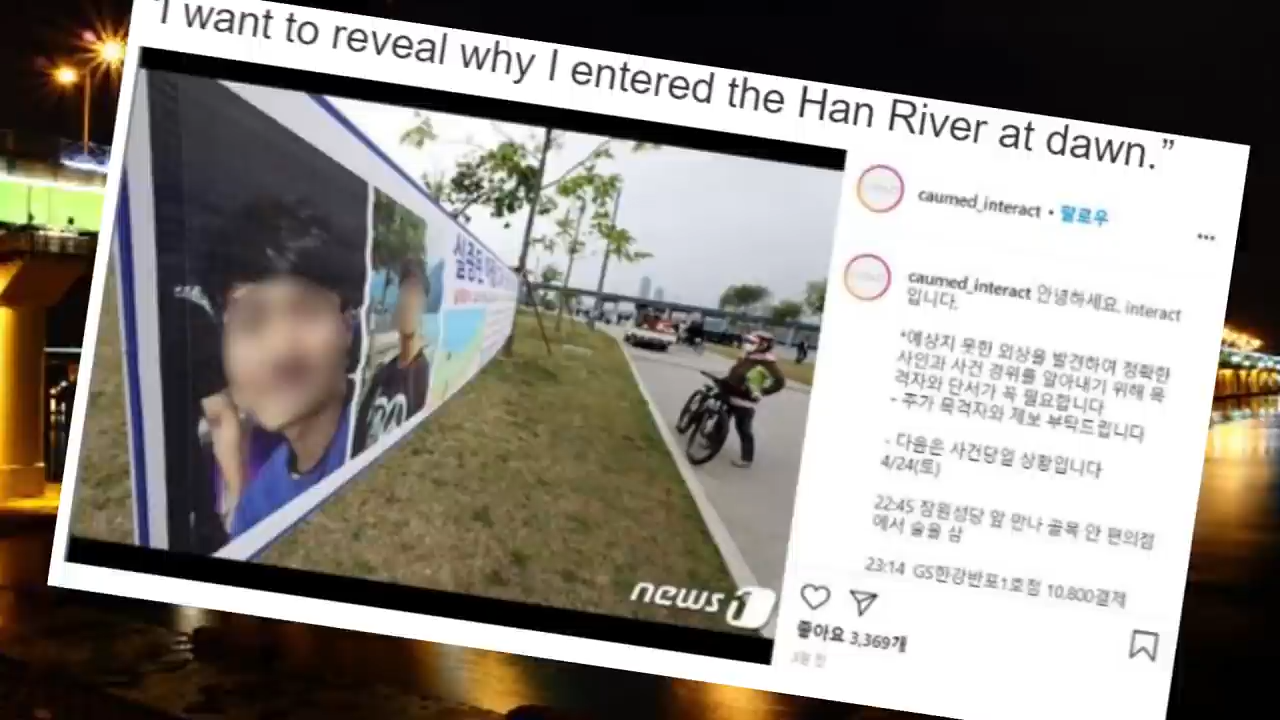 “I want to reveal why I entered the Han River at dawn.”
실종된
news1
caumed_interact • 팔로우
caumed_interact 안녕하세요, interact
입니다.
*예상치 못한 외상을 발견하여 정확한
사인과 사건 경위를 알아내기 위해 목
격자와 단서가 꼭 필요합니다
- 추가 목격자와 제보 부탁드립니다
- 다음은 사건당일 상황입니다
4/24(토)
22:45 잠원성당 앞 만나 골목 안 편의점
에서 술을 삼
23:14 GS한강반포1호점 10,800결제
좋아요 3,369개